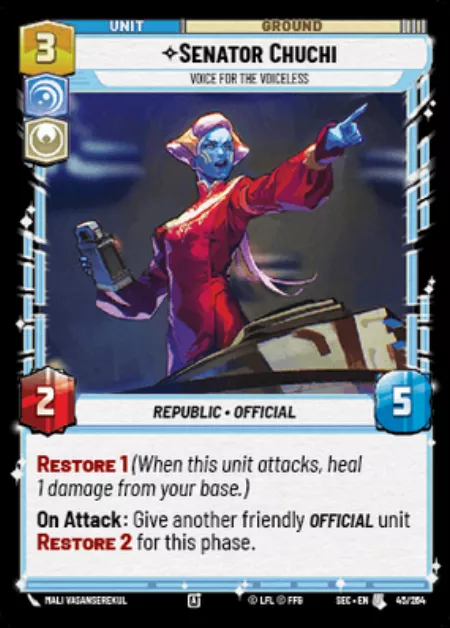 UNIT
GROUND
3
SENATOR CHUCHI
VOICE FOR THE VOICELESS
2
REPUBLIC • OFFICIAL
5
RESTORE 1 (When this unit attacks, heal
1 damage from your base.)
On Attack: Give another friendly OFFICIAL unit
RESTORE 2 for this phase.
MALI VASANSEREKUL
A
© LFL © FFG
SEC • EN
45/264